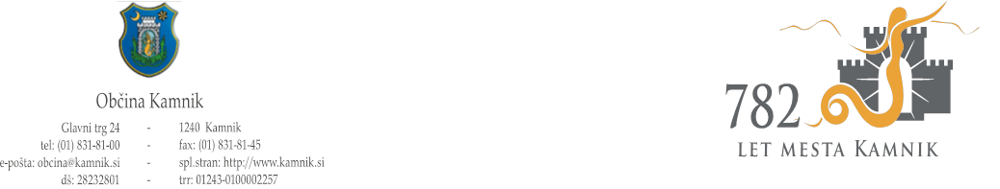 Občina Kamnik
Glavni trg 24 - 1240 Kamnik
tel: (01) 831-81-00 - fax: (01) 831-81-45
e-pošta: obcina@kamnik.si - spl.stran: http://www.kamnik.si
dš: 28232801 - trr: 01243-0100002257
782
LET MESTA KAMNIK